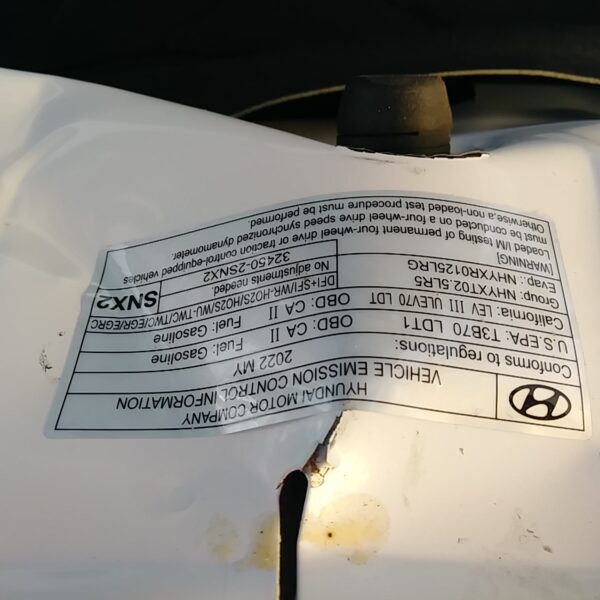 HYUNDAI MOTOR COMPANY
VEHICLE EMISSION CONTROL INFORMATION
2022 MY
Conforms to regulations:
U.S.EPA: T3B70 LDT1 OBD: CA II Fuel: Gasoline
California: LEV III ULEV70 LDT OBD: CA II Fuel: Gasoline
Group: NHYXT02.5LR5
Evap.: NHYXR0125LRG
DFI+SFI/WR-HO2S/HO2S/WU-TWC/TWC/EGR/EGRC
No adjustments needed.
32450-2SNX2
SNX2
[WARNING]
Loaded I/M testing of permanent four-wheel drive or traction control-equipped vehicles
must be conducted on a four-wheel drive speed synchronized dynamometer.
Otherwise,a non-loaded test procedure must be performed.